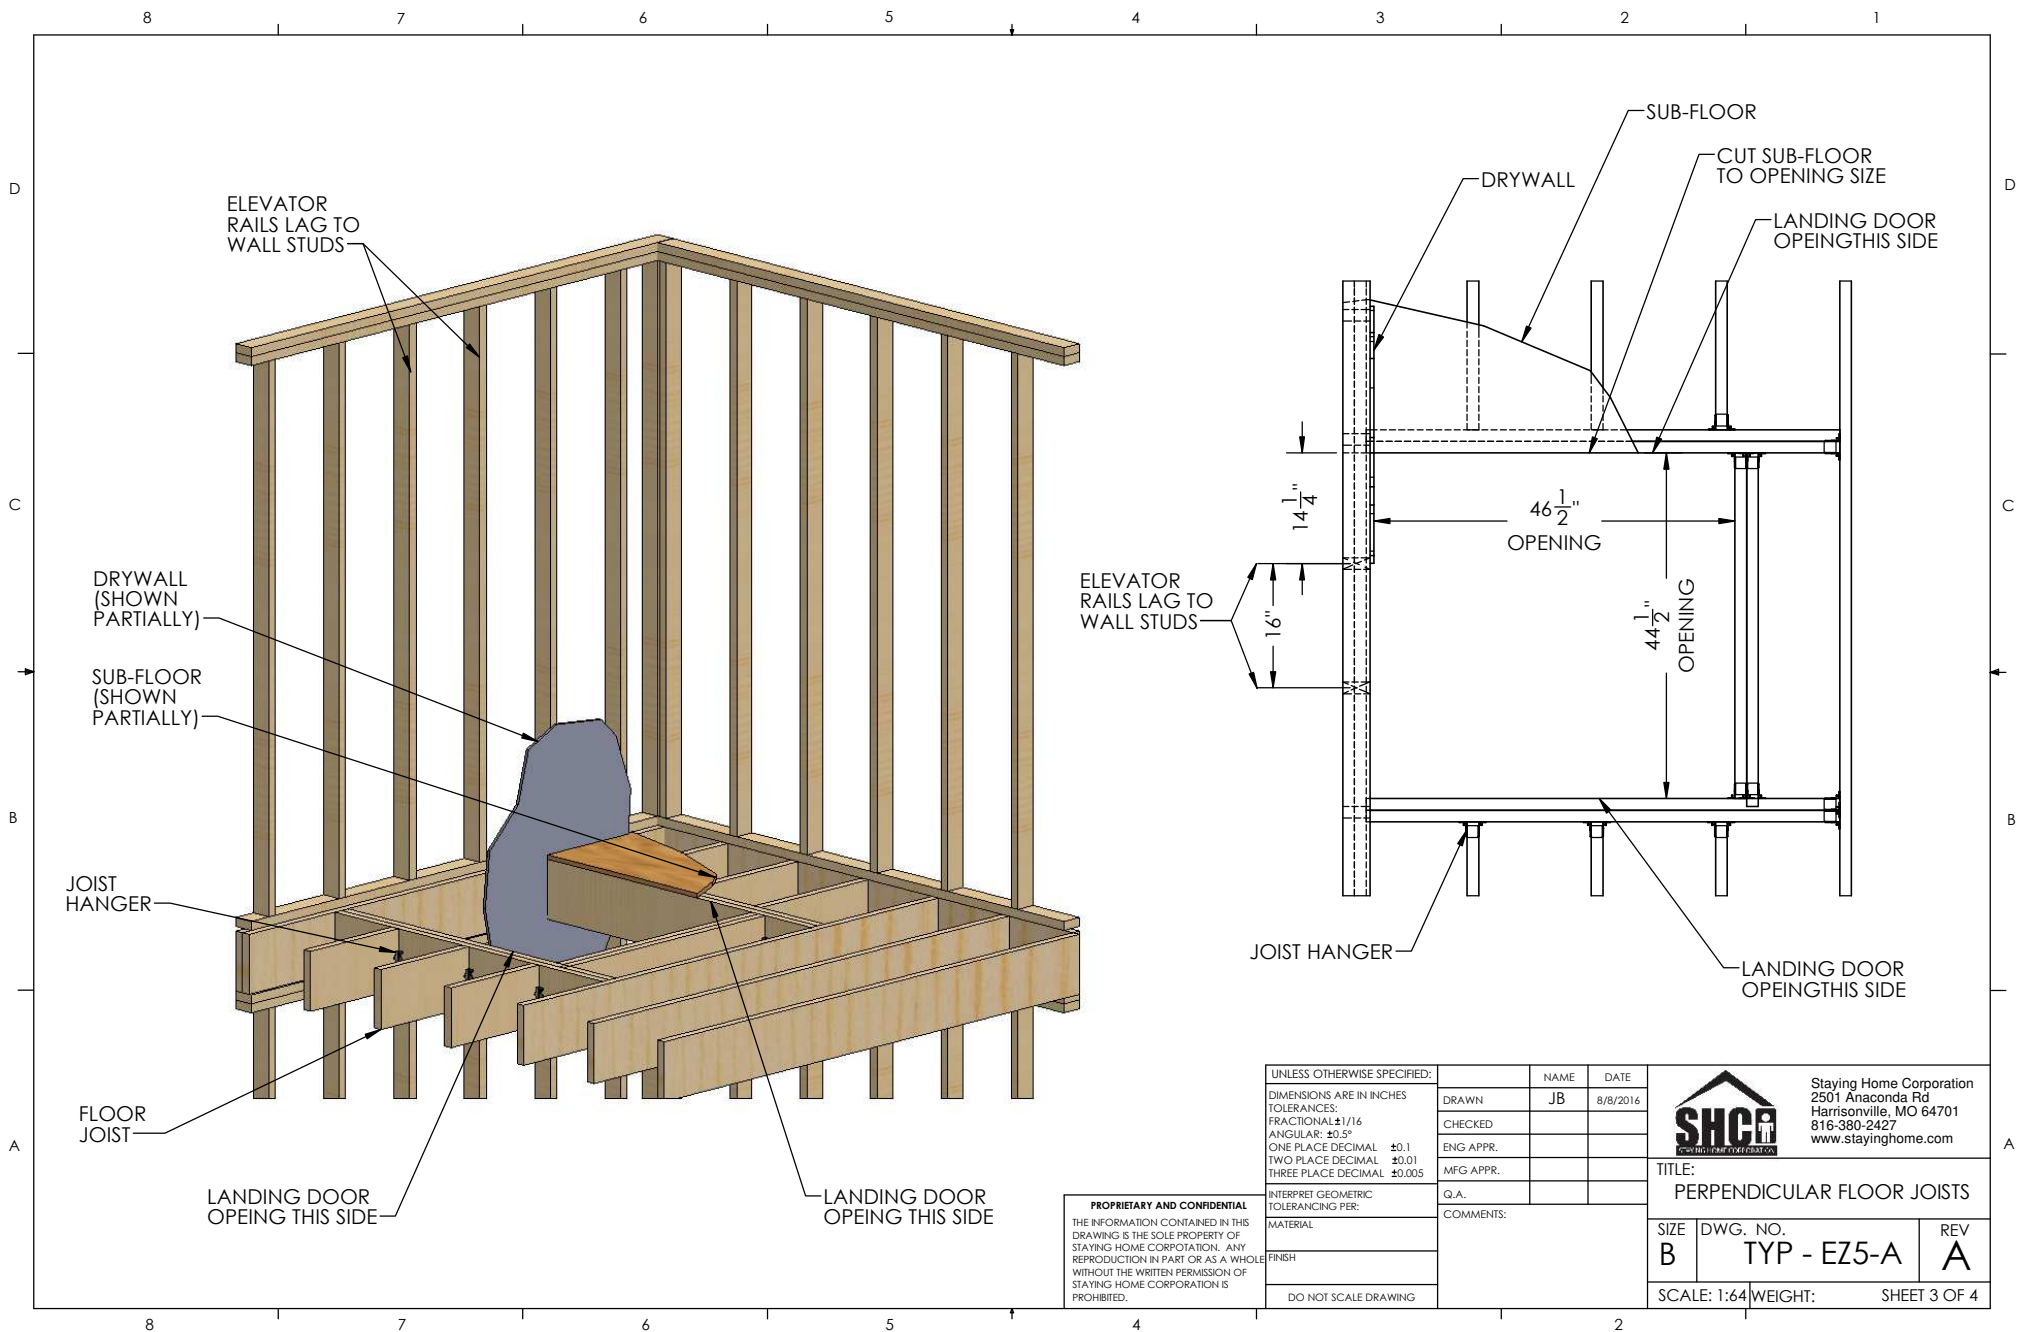 8 7 6 5 4 3 2 1
D
C
B
A
D
C
B
A
ELEVATOR
RAILS LAG TO
WALL STUDS
DRYWALL
(SHOWN
PARTIALLY)
SUB-FLOOR
(SHOWN
PARTIALLY)
JOIST
HANGER
FLOOR
JOIST
LANDING DOOR
OPEING THIS SIDE
LANDING DOOR
OPEING THIS SIDE
SUB-FLOOR
CUT SUB-FLOOR
TO OPENING SIZE
DRYWALL
LANDING DOOR
OPEINGTHIS SIDE
14 1/4"
46 1/2"
OPENING
44 1/2"
OPENING
16"
ELEVATOR
RAILS LAG TO
WALL STUDS
JOIST HANGER
LANDING DOOR
OPEINGTHIS SIDE
PROPRIETARY AND CONFIDENTIAL
THE INFORMATION CONTAINED IN THIS
DRAWING IS THE SOLE PROPERTY OF
STAYING HOME CORPOTATION. ANY
REPRODUCTION IN PART OR AS A WHOLE
WITHOUT THE WRITTEN PERMISSION OF
STAYING HOME CORPORATION IS
PROHIBITED.
UNLESS OTHERWISE SPECIFIED:
DIMENSIONS ARE IN INCHES
TOLERANCES:
FRACTIONAL±1/16
ANGULAR: ±0.5°
ONE PLACE DECIMAL ±0.1
TWO PLACE DECIMAL ±0.01
THREE PLACE DECIMAL ±0.005
INTERPRET GEOMETRIC
TOLERANCING PER:
MATERIAL
FINISH
DO NOT SCALE DRAWING
NAME DATE
DRAWN JB 8/8/2016
CHECKED
ENG APPR.
MFG APPR.
Q.A.
COMMENTS:
SHC
STAYING HOME CORPORATION
Staying Home Corporation
2501 Anaconda Rd
Harrisonville, MO 64701
816-380-2427
www.stayinghome.com
TITLE:
PERPENDICULAR FLOOR JOISTS
SIZE DWG. NO. REV
B TYP - EZ5-A A
SCALE: 1:64 WEIGHT: SHEET 3 OF 4
8 7 6 5 4 2